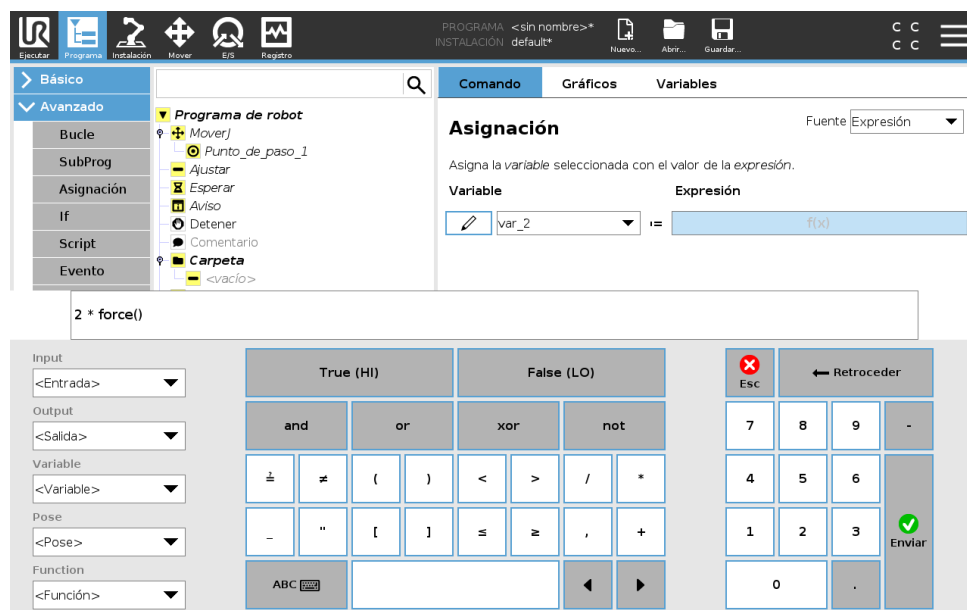 PROGRAMA <sin nombre>*
INSTALACIÓN default*
Ejecutar Programa Instalación Mover E/S Registro Nuevo... Abrir... Guardar...
C C
C C
Básico
Avanzado
Bucle
SubProg
Asignación
If
Script
Evento
Programa de robot
MoverJ
Punto_de_paso_1
Ajustar
Esperar
Aviso
Detener
Comentario
Carpeta
<vacío>
Comando Gráficos Variables
Asignación
Fuente Expresión
Asigna la variable seleccionada con el valor de la expresión.
Variable Expresión
var_2 := f(x)
2 * force()
Input
<Entrada>
Output
<Salida>
Variable
<Variable>
Pose
<Pose>
Function
<Función>
True (HI) False (LO)
and or xor not
≟ ≠ ( ) < > / *
_ " [ ] ≤ ≥ , +
ABC
Esc Retroceder
7 8 9 -
4 5 6
1 2 3 Enviar
0 .